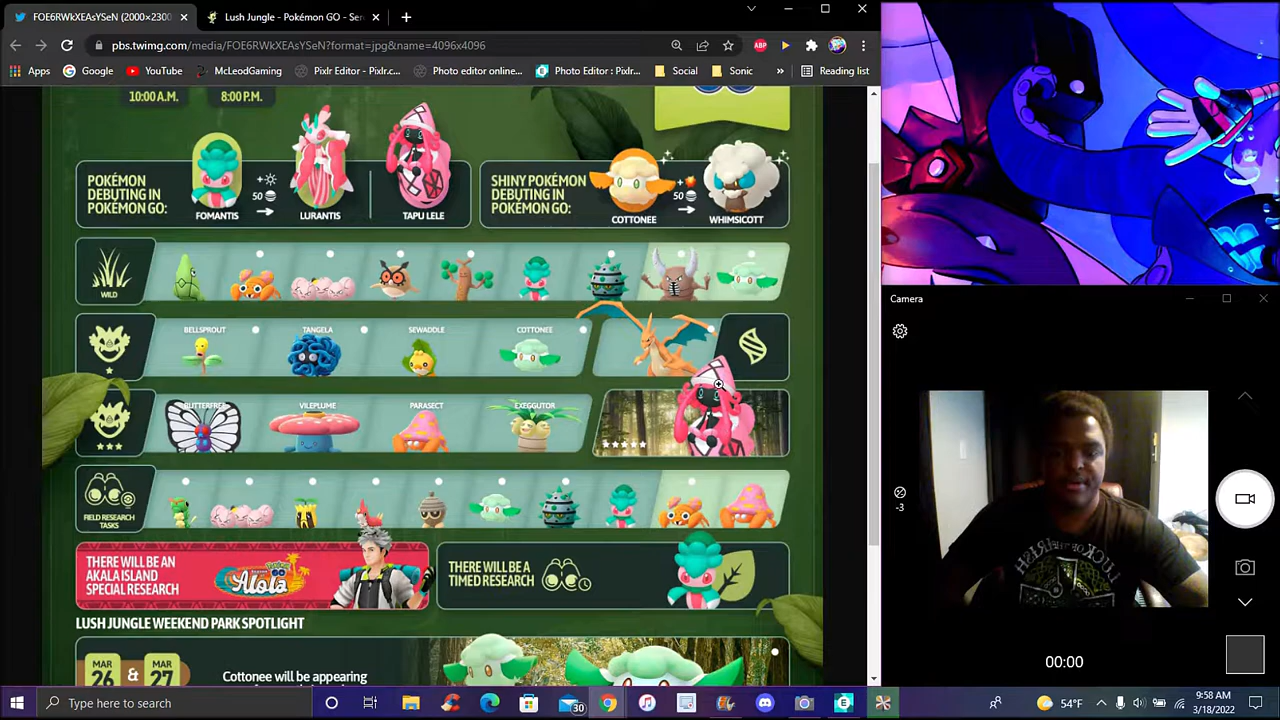 FOE6RWkXEAsYSeN (2000×2300
Lush Jungle - Pokémon GO - Ser
pbs.twimg.com/media/FOE6RWkXEAsYSeN?format=jpg&name=4096x4096
ABP
Apps
Google
YouTube
McLeodGaming
Pixlr Editor - Pixlr.c...
Photo editor online...
Photo Editor : Pixr...
Social
Sonic
»
Reading list
10:00 A.M.
8:00 P.M.
POKÉMON
DEBUTING IN
POKÉMON GO:
+
50
FOMANTIS
LURANTIS
TAPU LELE
SHINY POKÉMON
DEBUTING IN
POKÉMON GO:
+
50
COTTONEE
WHIMSICOTT
WILD
BELLSPROUT
TANGELA
SEWADDLE
COTTONEE
BUTTERFREE
VILEPLUME
PARASECT
EXEGGUTOR
FIELD RESEARCH
TASKS
THERE WILL BE AN
AKALA ISLAND
SPECIAL RESEARCH
Alola
THERE WILL BE A
TIMED RESEARCH
LUSH JUNGLE WEEKEND PARK SPOTLIGHT
MAR
26
&
MAR
27
Cottonee will be appearing
Camera
-3
00:00
Type here to search
30
54°F
9:58 AM
3/18/2022